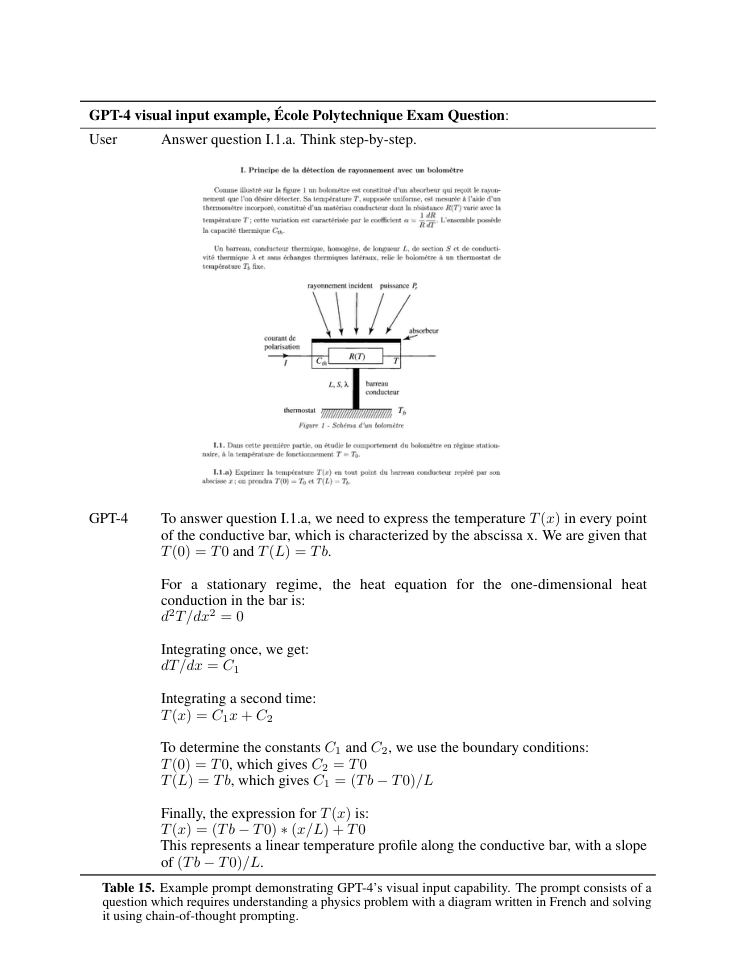 GPT-4 visual input example, École Polytechnique Exam Question:
User Answer question I.1.a. Think step-by-step.
I. Principe de la détection de rayonnement avec un bolomètre
Comme illustré sur la figure 1 un bolomètre est constitué d'un absorbeur qui reçoit le rayon-
nement que l'on désire détecter. Sa température T, supposée uniforme, est mesurée à l'aide d'un
thermomètre incorporé, constitué d'un matériau conducteur dont la résistance R(T) varie avec la
température T ; cette variation est caractérisée par le coefficient α = 1/R dR/dT. L'ensemble possède
la capacité thermique Cth.
Un barreau, conducteur thermique, homogène, de longueur L, de section S et de conducti-
vité thermique λ et sans échanges thermiques latéraux, relie le bolomètre à un thermostat de
température Tb fixe.
rayonnement incident puissance Pr
absorbeur
courant de
polarisation
I
Cth R(T) T
L, S, λ barreau
conducteur
thermostat Tb
Figure 1 - Schéma d'un bolomètre
I.1. Dans cette première partie, on étudie le comportement du bolomètre en régime station-
naire, à la température de fonctionnement T = T₀.
I.1.a) Exprimer la température T(x) en tout point du barreau conducteur repéré par son
abscisse x ; on prendra T(0) = T₀ et T(L) = Tb.
GPT-4 To answer question I.1.a, we need to express the temperature T(x) in every point
of the conductive bar, which is characterized by the abscissa x. We are given that
T(0) = T0 and T(L) = Tb.
For a stationary regime, the heat equation for the one-dimensional heat
conduction in the bar is:
d²T/dx² = 0
Integrating once, we get:
dT/dx = C₁
Integrating a second time:
T(x) = C₁x + C₂
To determine the constants C₁ and C₂, we use the boundary conditions:
T(0) = T0, which gives C₂ = T0
T(L) = Tb, which gives C₁ = (Tb − T0)/L
Finally, the expression for T(x) is:
T(x) = (Tb − T0) ∗ (x/L) + T0
This represents a linear temperature profile along the conductive bar, with a slope
of (Tb − T0)/L.
Table 15. Example prompt demonstrating GPT-4's visual input capability. The prompt consists of a
question which requires understanding a physics problem with a diagram written in French and solving
it using chain-of-thought prompting.